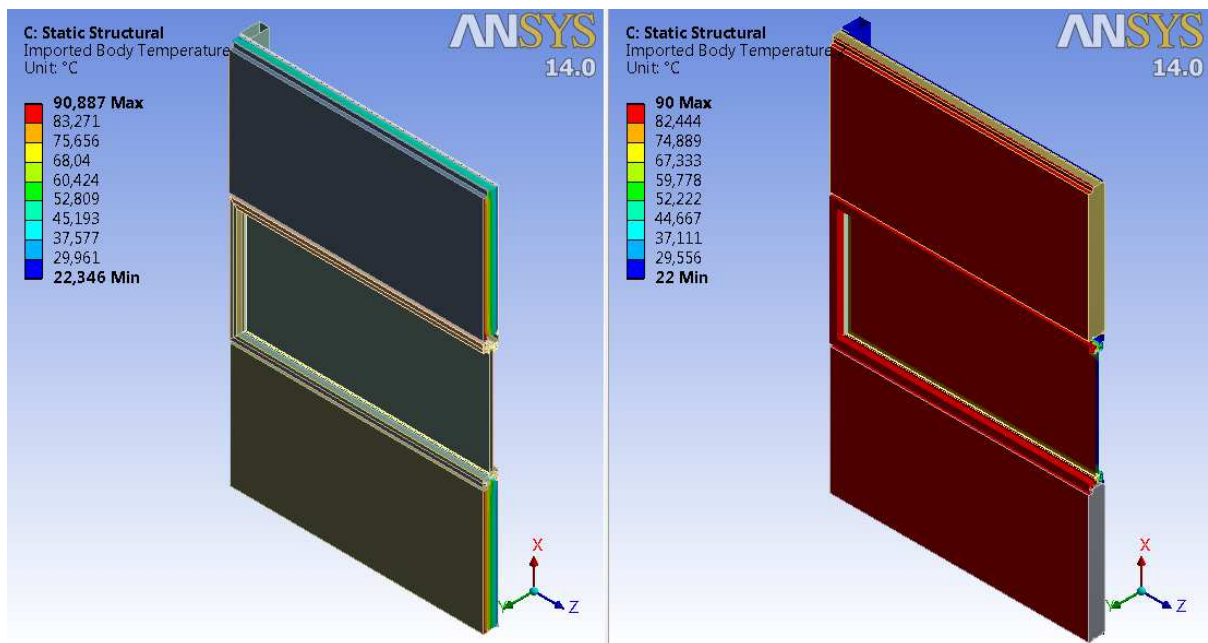 C: Static Structural
Imported Body Temperature
Unit: °C
ANSYS
14.0
90,887 Max
83,271
75,656
68,04
60,424
52,809
45,193
37,577
29,961
22,346 Min
X
Y
Z
C: Static Structural
Imported Body Temperature
Unit: °C
ANSYS
14.0
90 Max
82,444
74,889
67,333
59,778
52,222
44,667
37,111
29,556
22 Min
X
Y
Z